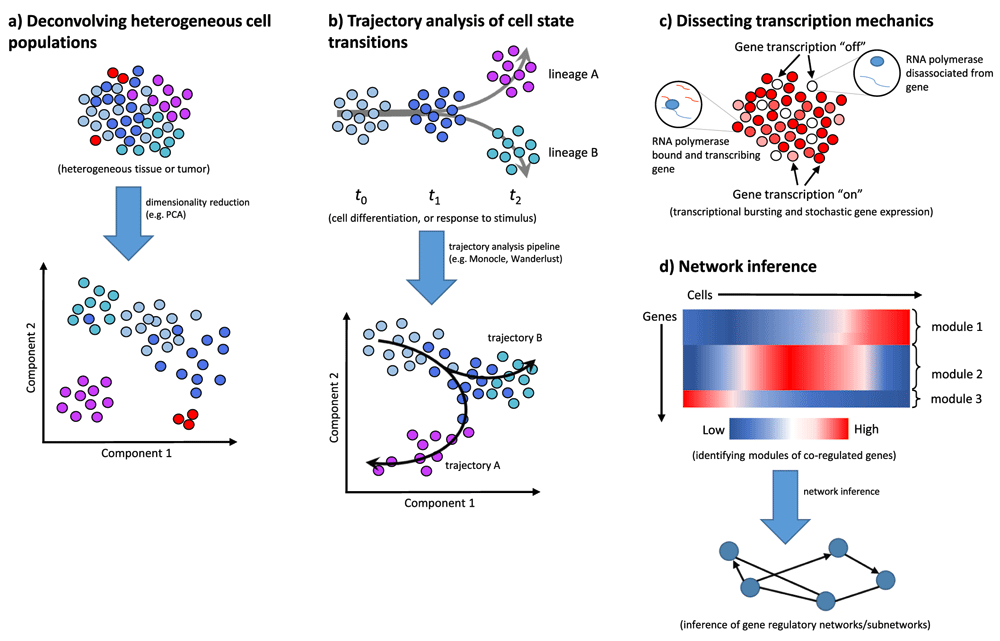 a) Deconvolving heterogeneous cell
populations
(heterogeneous tissue or tumor)
dimensionality reduction
(e.g. PCA)
Component 2
Component 1
b) Trajectory analysis of cell state
transitions
lineage A
lineage B
t0
t1
t2
(cell differentiation, or response to stimulus)
trajectory analysis pipeline
(e.g. Monocle, Wanderlust)
Component 2
trajectory B
trajectory A
Component 1
c) Dissecting transcription mechanics
Gene transcription “off”
RNA polymerase
disassociated from
gene
RNA polymerase
bound and transcribing
gene
Gene transcription “on”
(transcriptional bursting and stochastic gene expression)
d) Network inference
Cells
Genes
module 1
module 2
module 3
Low
High
(identifying modules of co-regulated genes)
network inference
(inference of gene regulatory networks/subnetworks)